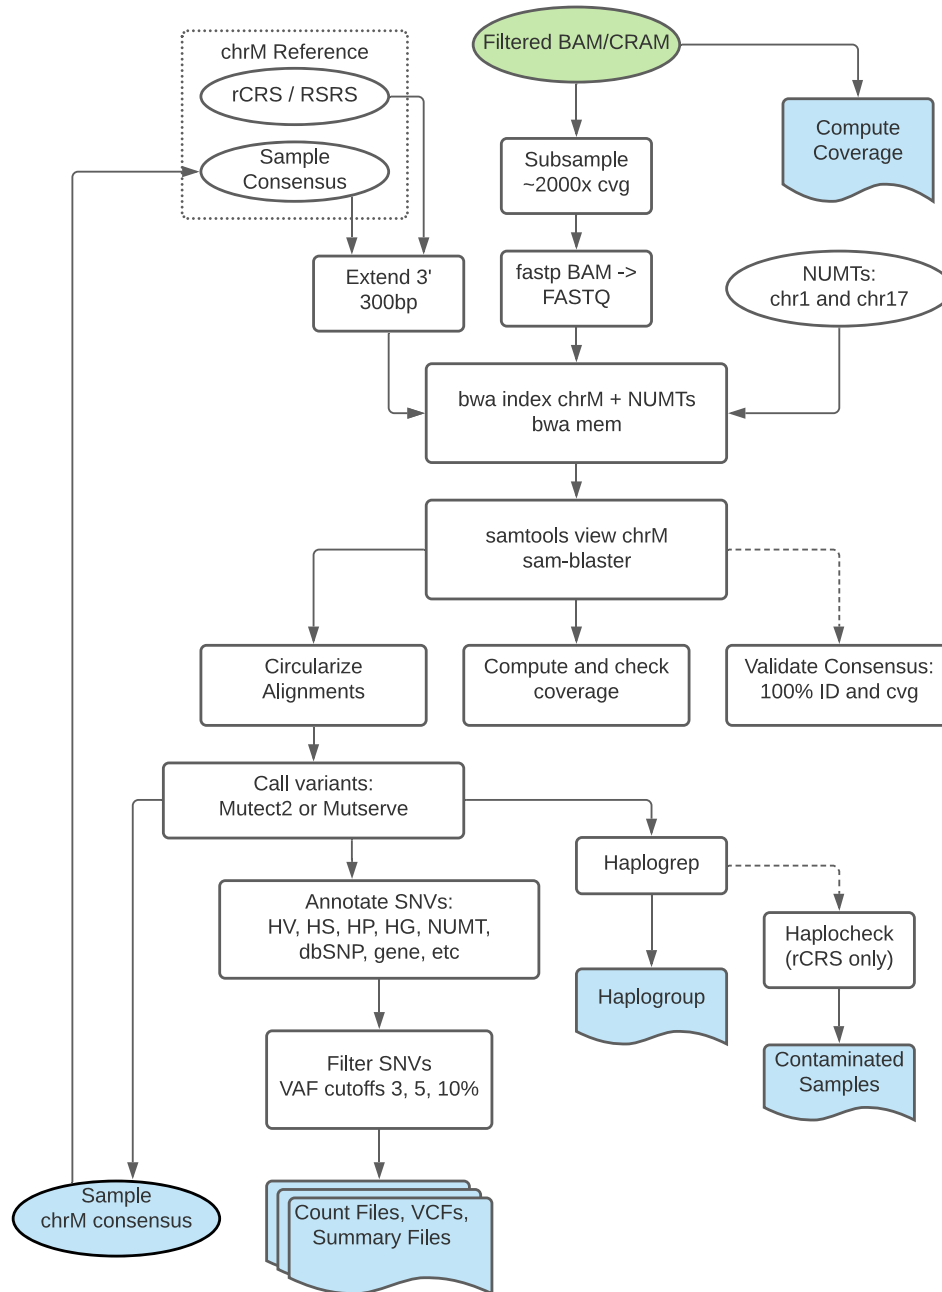 chrM Reference
rCRS / RSRS
Sample
Consensus
Filtered BAM/CRAM
Compute
Coverage
Subsample
~2000x cvg
Extend 3'
300bp
fastp BAM ->
FASTQ
NUMTs:
chr1 and chr17
bwa index chrM + NUMTs
bwa mem
samtools view chrM
sam-blaster
Circularize
Alignments
Compute and check
coverage
Validate Consensus:
100% ID and cvg
Call variants:
Mutect2 or Mutserve
Haplogrep
Annotate SNVs:
HV, HS, HP, HG, NUMT,
dbSNP, gene, etc
Haplocheck
(rCRS only)
Haplogroup
Filter SNVs
VAF cutoffs 3, 5, 10%
Contaminated
Samples
Sample
chrM consensus
Count Files, VCFs,
Summary Files